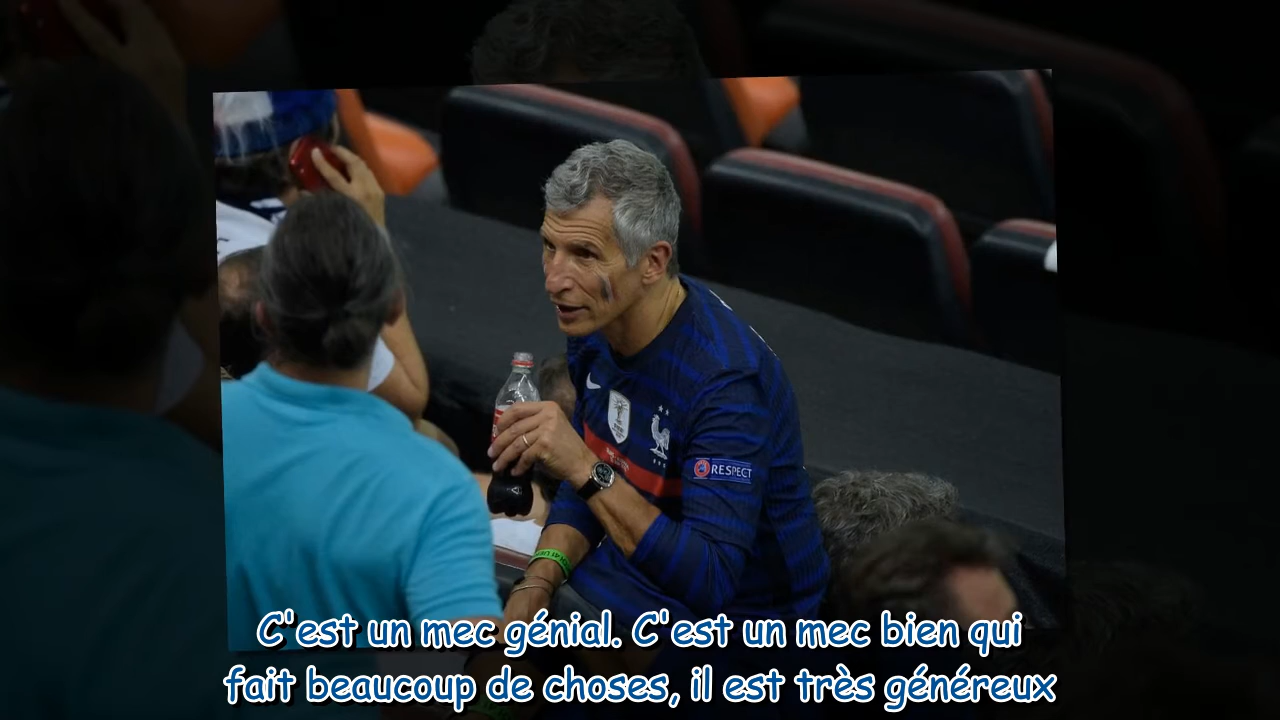 RESPECT
C'est un mec génial. C'est un mec bien qui
fait beaucoup de choses, il est très généreux